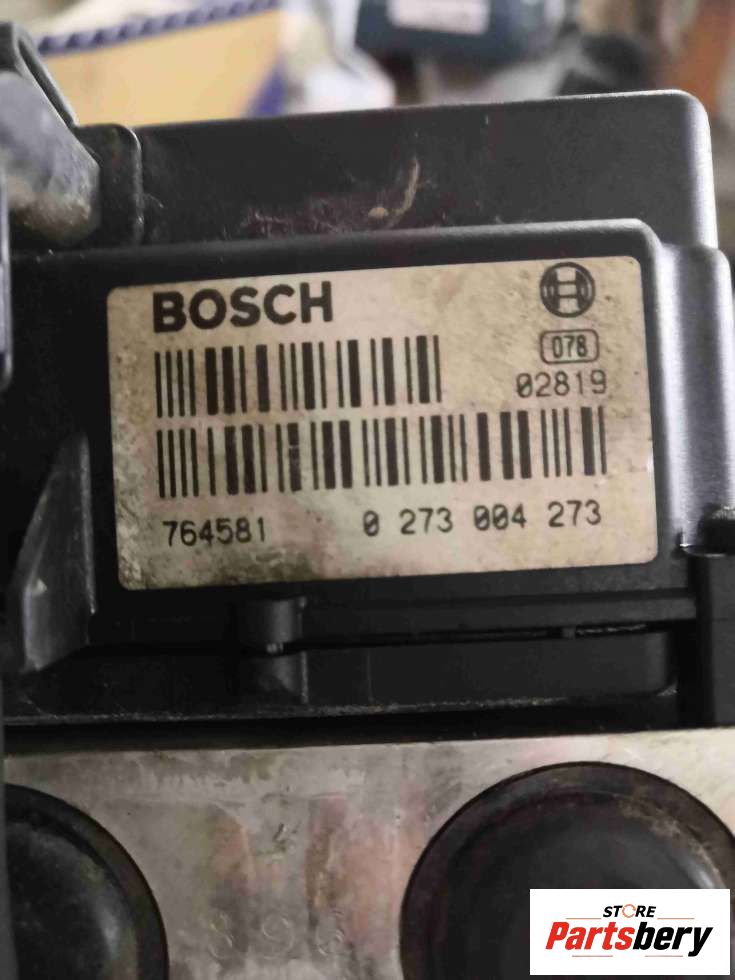 BOSCH
078
02819
764581 0 273 004 273
STORE
Partsbery